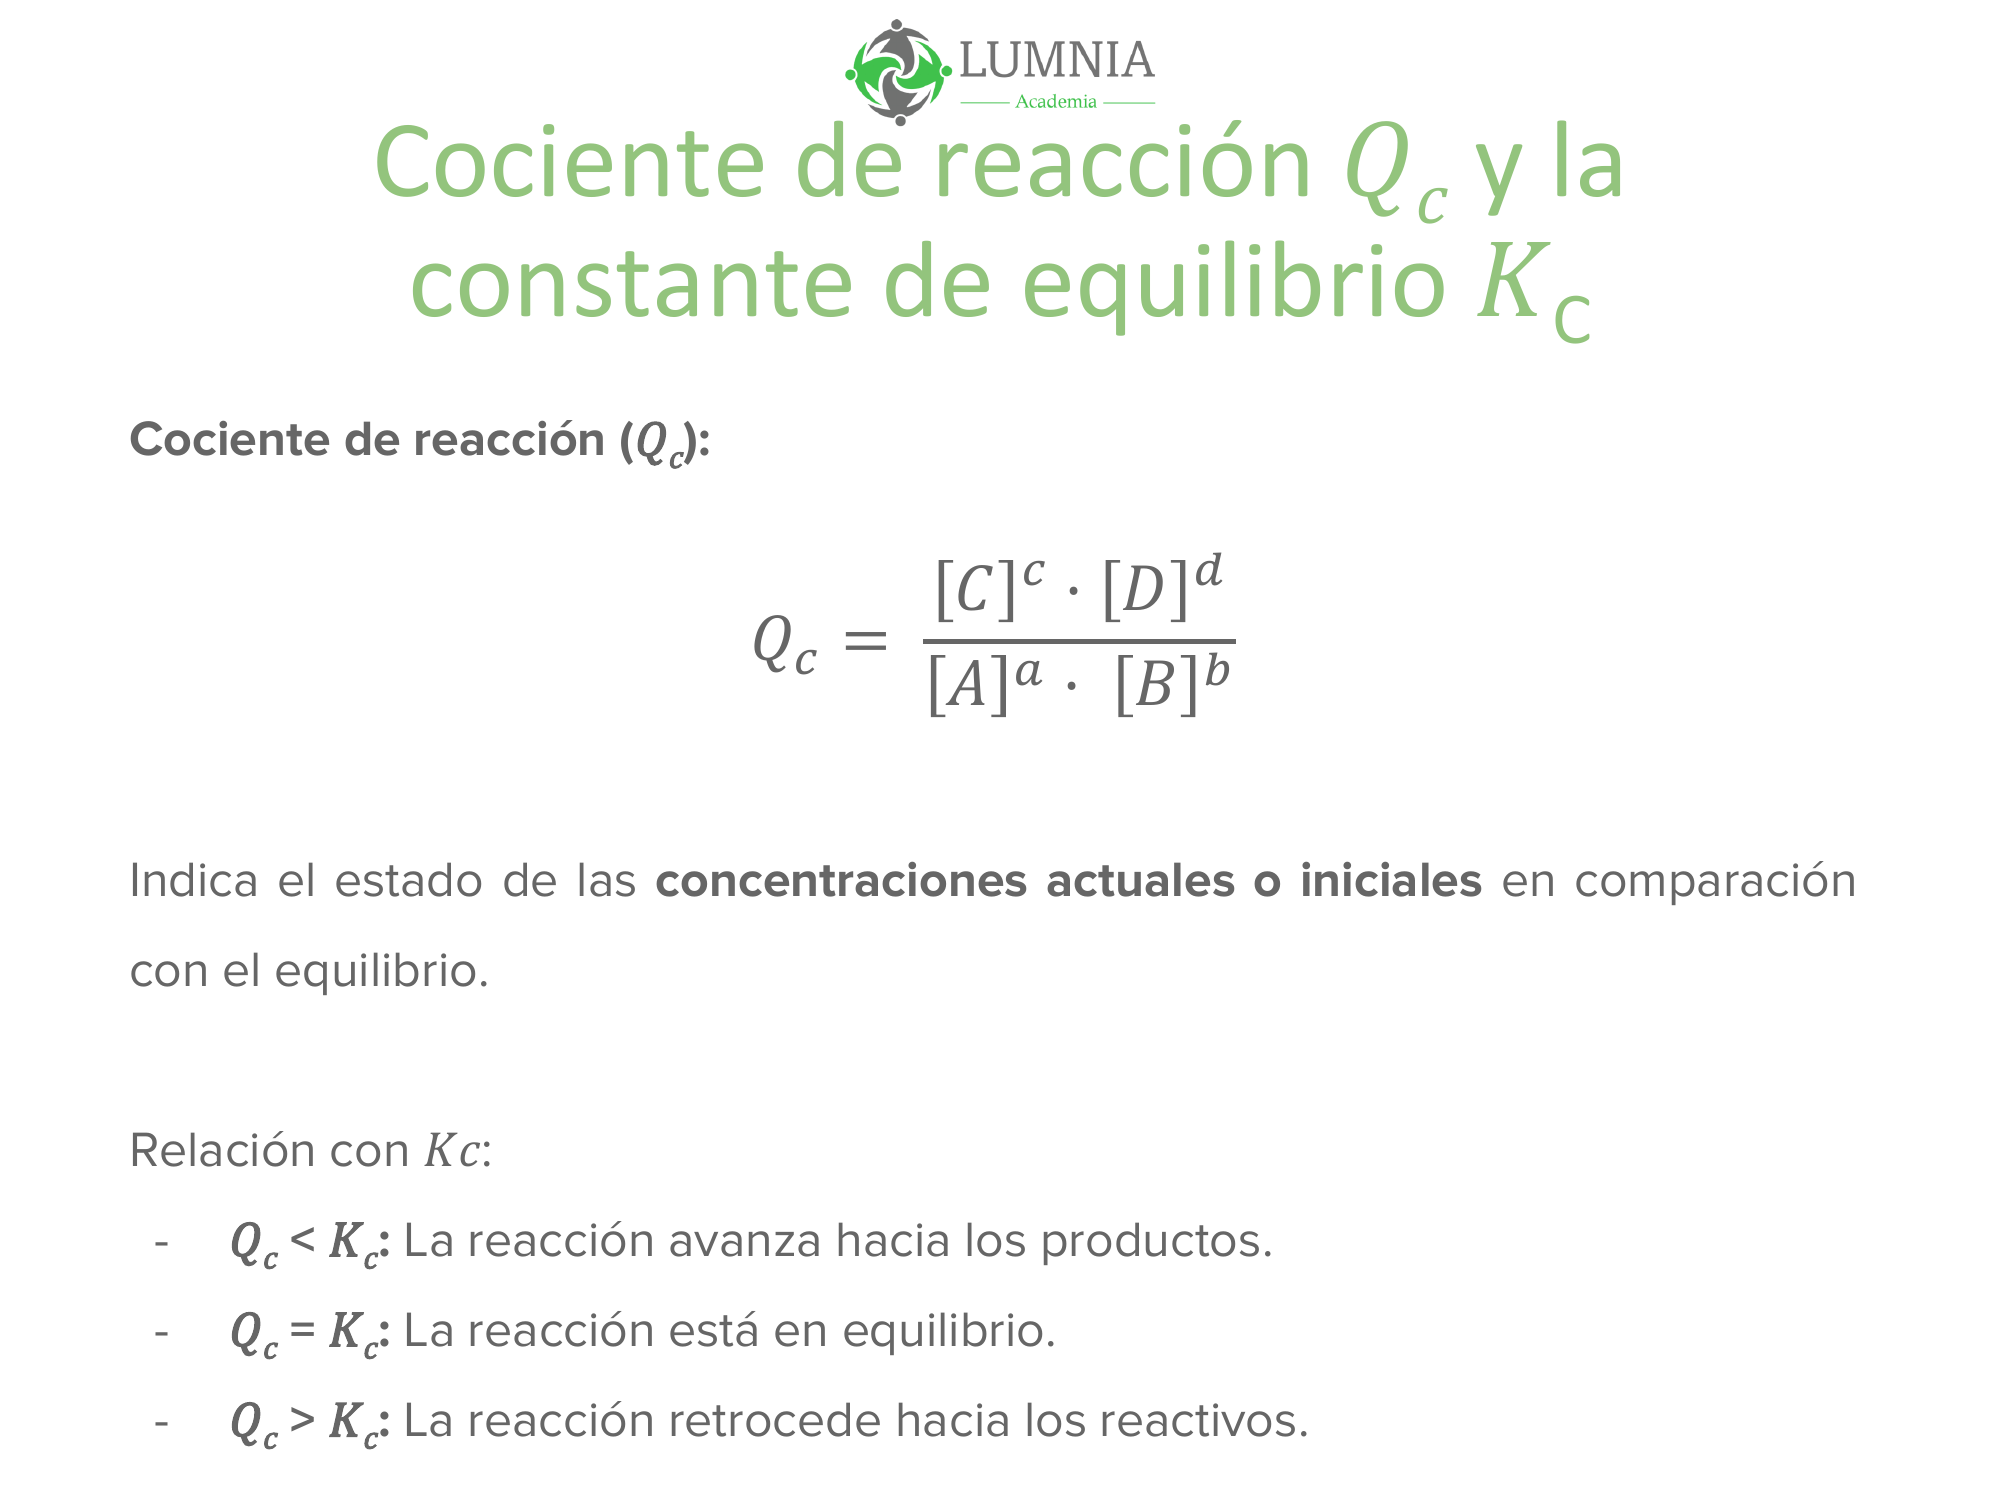 LUMNIA
Academia
Cociente de reacción Q_c y la
constante de equilibrio K_C
Cociente de reacción (Q_c):
Q_c = \frac{[C]^c · [D]^d}{[A]^a · [B]^b}
Indica el estado de las concentraciones actuales o iniciales en comparación
con el equilibrio.
Relación con Kc:
- Q_c < K_c: La reacción avanza hacia los productos.
- Q_c = K_c: La reacción está en equilibrio.
- Q_c > K_c: La reacción retrocede hacia los reactivos.